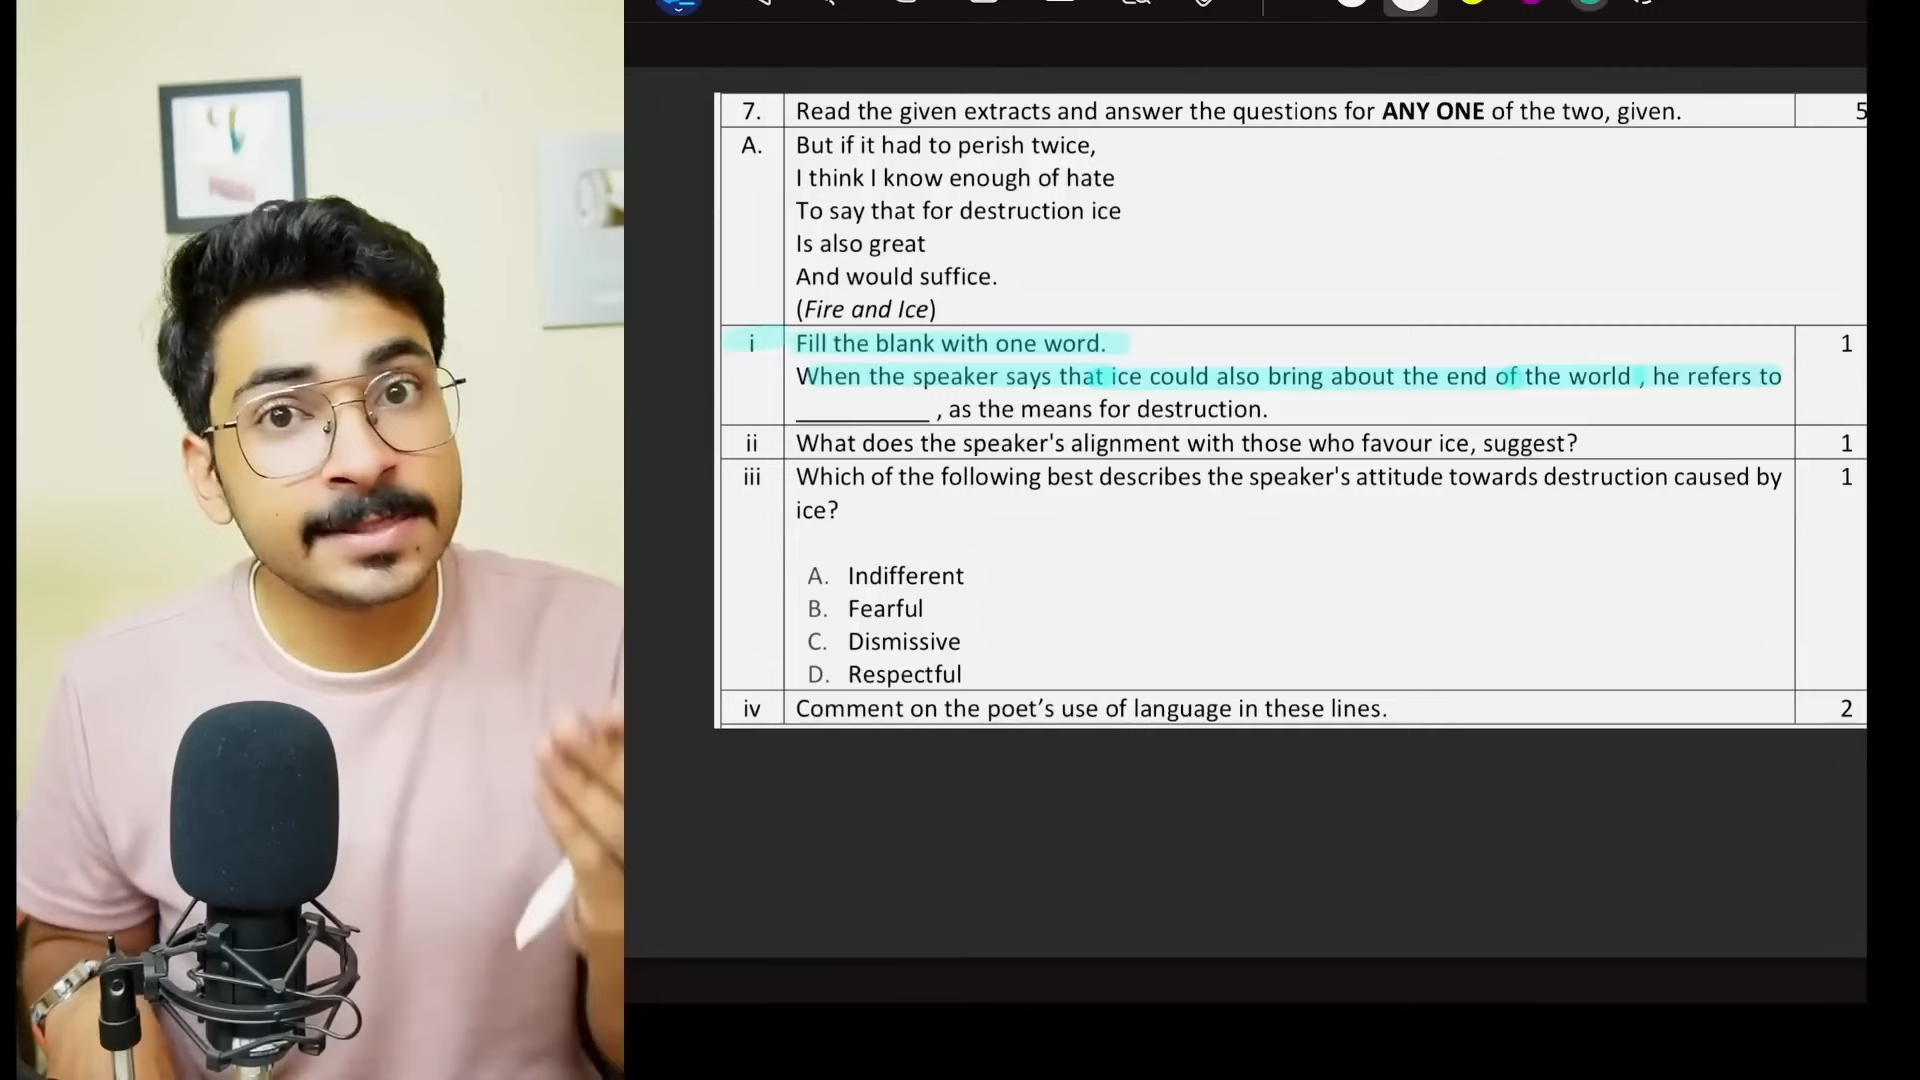 7. Read the given extracts and answer the questions for ANY ONE of the two, given. 5
A. But if it had to perish twice,
I think I know enough of hate
To say that for destruction ice
Is also great
And would suffice.
(Fire and Ice)
i Fill the blank with one word. 1
When the speaker says that ice could also bring about the end of the world , he refers to
__________ , as the means for destruction.
ii What does the speaker's alignment with those who favour ice, suggest? 1
iii Which of the following best describes the speaker's attitude towards destruction caused by 1
ice?
A. Indifferent
B. Fearful
C. Dismissive
D. Respectful
iv Comment on the poet’s use of language in these lines. 2